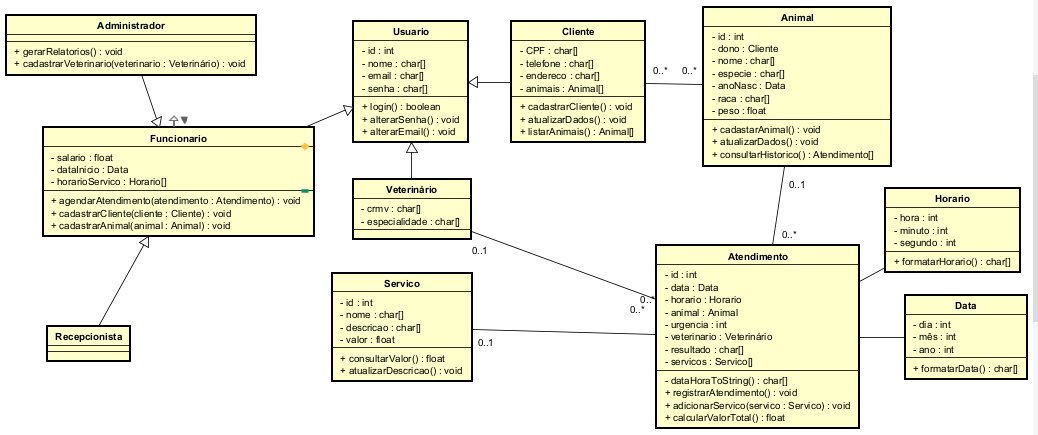 Administrador
+ gerarRelatorios() : void
+ cadastrarVeterinario(veterinario : Veterinário) : void
Usuario
- id : int
- nome : char[]
- email : char[]
- senha : char[]
+ login() : boolean
+ alterarSenha() : void
+ alterarEmail() : void
Cliente
- CPF : char[]
- telefone : char[]
- endereco : char[]
- animais : Animal[]
+ cadastrarCliente() : void
+ atualizarDados() : void
+ listarAnimais() : Animal[]
0..*
0..*
Animal
- id : int
- dono : Cliente
- nome : char[]
- especie : char[]
- anoNasc : Data
- raca : char[]
- peso : float
+ cadastarAnimal() : void
+ atualizarDados() : void
+ consultarHistorico() : Atendimento[]
Funcionario
- salario : float
- dataInicio : Data
- horarioServico : Horario[]
+ agendarAtendimento(atendimento : Atendimento) : void
+ cadastrarCliente(cliente : Cliente) : void
+ cadastrarAnimal(animal : Animal) : void
Veterinário
- crmv : char[]
- especialidade : char[]
0..1
0..1
0..*
Horario
- hora : int
- minuto : int
- segundo : int
+ formatarHorario() : char[]
Recepcionista
Servico
- id : int
- nome : char[]
- descricao : char[]
- valor : float
+ consultarValor() : float
+ atualizarDescricao() : void
0..1
0..*
0..*
Atendimento
- id : int
- data : Data
- horario : Horario
- animal : Animal
- urgencia : int
- veterinario : Veterinário
- resultado : char[]
- servicos : Servico[]
- dataHoraToString() : char[]
+ registrarAtendimento() : void
+ adicionarServico(servico : Servico) : void
+ calcularValorTotal() : float
Data
- dia : int
- mês : int
- ano : int
+ formatarData() : char[]